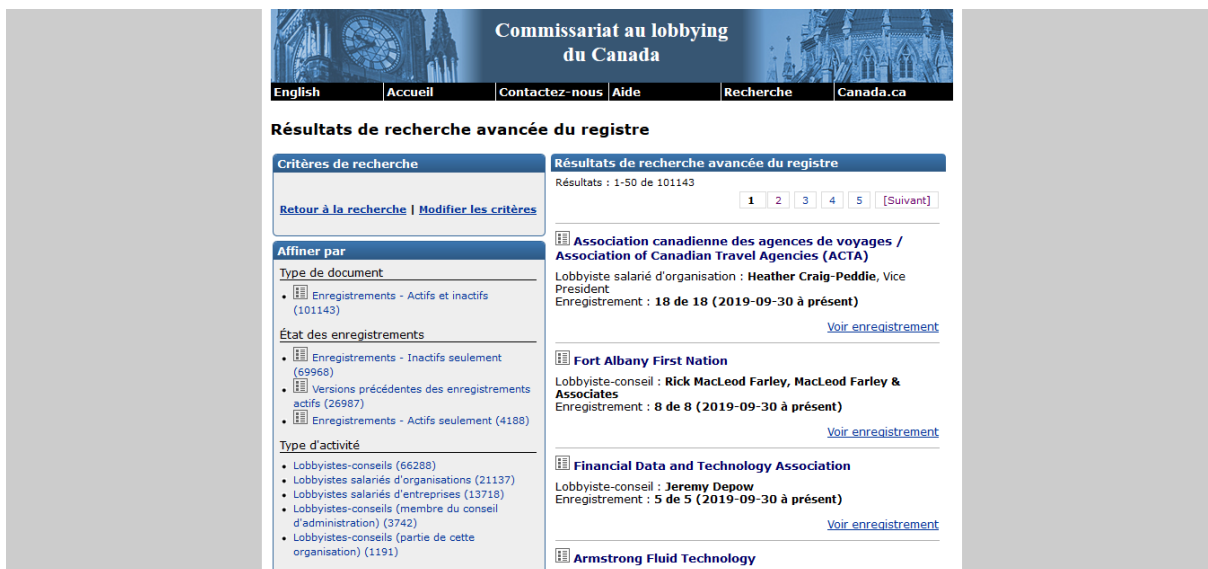 Commissariat au lobbying
du Canada
English
Accueil
Contactez-nous
Aide
Recherche
Canada.ca
Résultats de recherche avancée du registre
Critères de recherche
Retour à la recherche | Modifier les critères
Affiner par
Type de document
• Enregistrements - Actifs et inactifs
(101143)
État des enregistrements
• Enregistrements - Inactifs seulement
(69968)
• Versions précédentes des enregistrements
actifs (26987)
• Enregistrements - Actifs seulement (4188)
Type d'activité
• Lobbyistes-conseils (66288)
• Lobbyistes salariés d'organisations (21137)
• Lobbyistes salariés d'entreprises (13718)
• Lobbyistes-conseils (membre du conseil
d'administration) (3742)
• Lobbyistes-conseils (partie de cette
organisation) (1191)
Résultats de recherche avancée du registre
Résultats : 1-50 de 101143
1 2 3 4 5 [Suivant]
Association canadienne des agences de voyages /
Association of Canadian Travel Agencies (ACTA)
Lobbyiste salarié d'organisation : Heather Craig-Peddie, Vice
President
Enregistrement : 18 de 18 (2019-09-30 à présent)
Voir enregistrement
Fort Albany First Nation
Lobbyiste-conseil : Rick MacLeod Farley, MacLeod Farley &
Associates
Enregistrement : 8 de 8 (2019-09-30 à présent)
Voir enregistrement
Financial Data and Technology Association
Lobbyiste-conseil : Jeremy Depow
Enregistrement : 5 de 5 (2019-09-30 à présent)
Voir enregistrement
Armstrong Fluid Technology